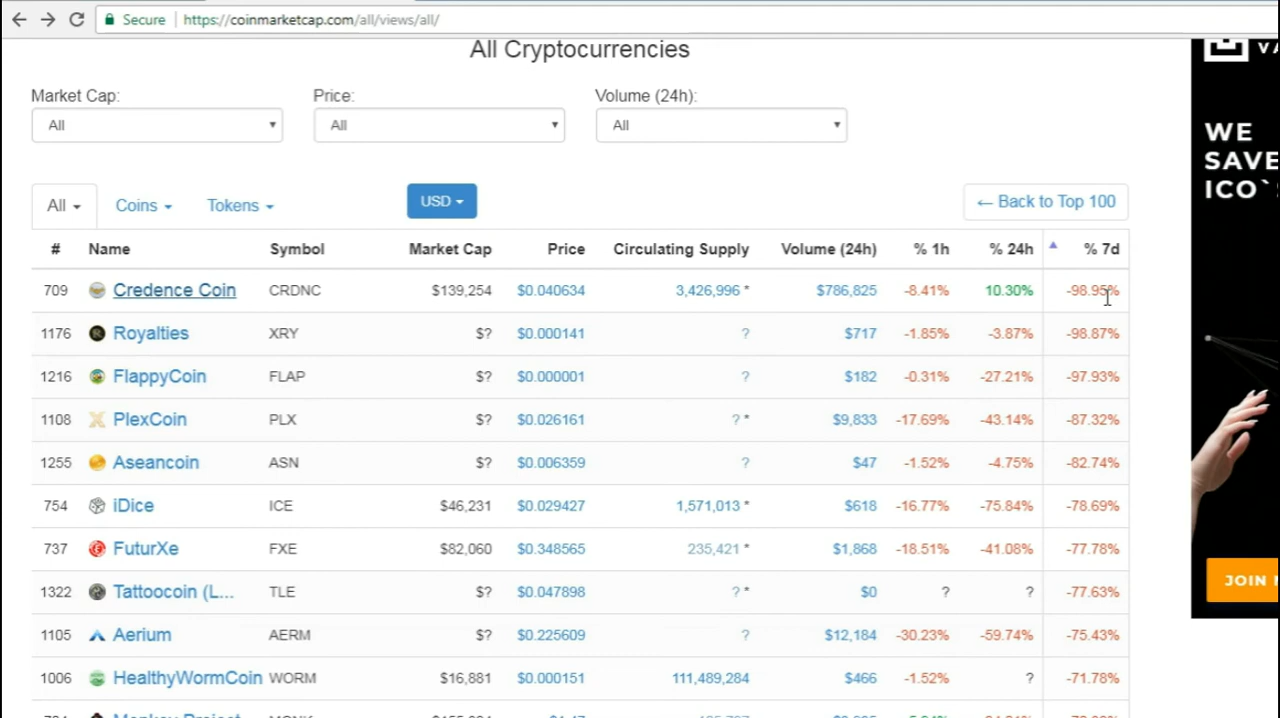 Secure https://coinmarketcap.com/all/views/all/
All Cryptocurrencies
Market Cap: Price: Volume (24h):
All All All
All Coins Tokens USD ← Back to Top 100
# Name Symbol Market Cap Price Circulating Supply Volume (24h) % 1h % 24h % 7d
709 Credence Coin CRDNC $139,254 $0.040634 3,426,996 * $786,825 -8.41% 10.30% -98.95%
1176 Royalties XRY $? $0.000141 ? $717 -1.85% -3.87% -98.87%
1216 FlappyCoin FLAP $? $0.000001 ? $182 -0.31% -27.21% -97.93%
1108 PlexCoin PLX $? $0.026161 ? * $9,833 -17.69% -43.14% -87.32%
1255 Aseancoin ASN $? $0.006359 ? $47 -1.52% -4.75% -82.74%
754 iDice ICE $46,231 $0.029427 1,571,013 * $618 -16.77% -75.84% -78.69%
737 FuturXe FXE $82,060 $0.348565 235,421 * $1,868 -18.51% -41.08% -77.78%
1322 Tattoocoin (L... TLE $? $0.047898 ? * $0 ? ? -77.63%
1105 Aerium AERM $? $0.225609 ? $12,184 -30.23% -59.74% -75.43%
1006 HealthyWormCoin WORM $16,881 $0.000151 111,489,284 $466 -1.52% ? -71.78%
Monkey Project MONK
VA
WE
SAVE
ICO`S
JOIN